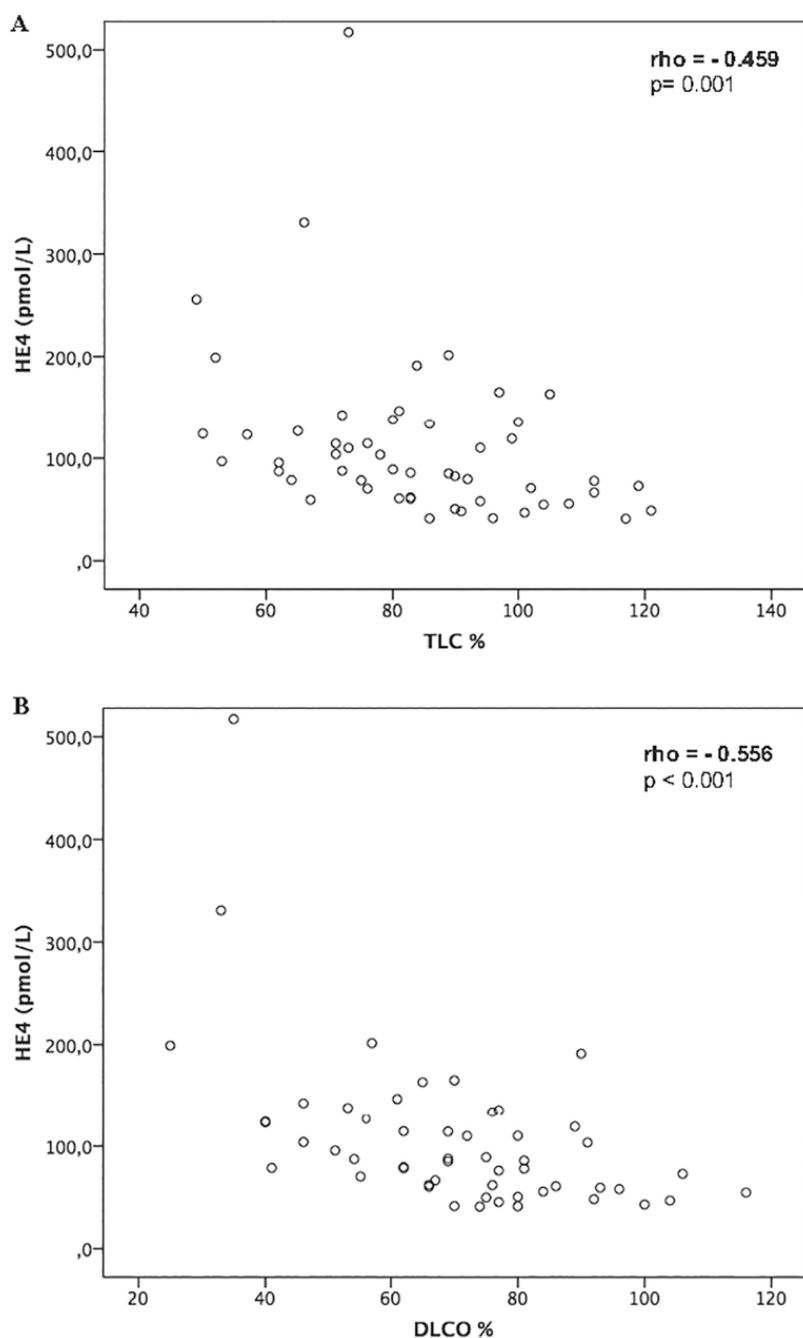 A
rho = - 0.459
p= 0.001
500,0
400,0
300,0
200,0
100,0
,0
HE4 (pmol/L)
40 60 80 100 120 140
TLC %
B
rho = - 0.556
p < 0.001
500,0
400,0
300,0
200,0
100,0
,0
HE4 (pmol/L)
20 40 60 80 100 120
DLCO %